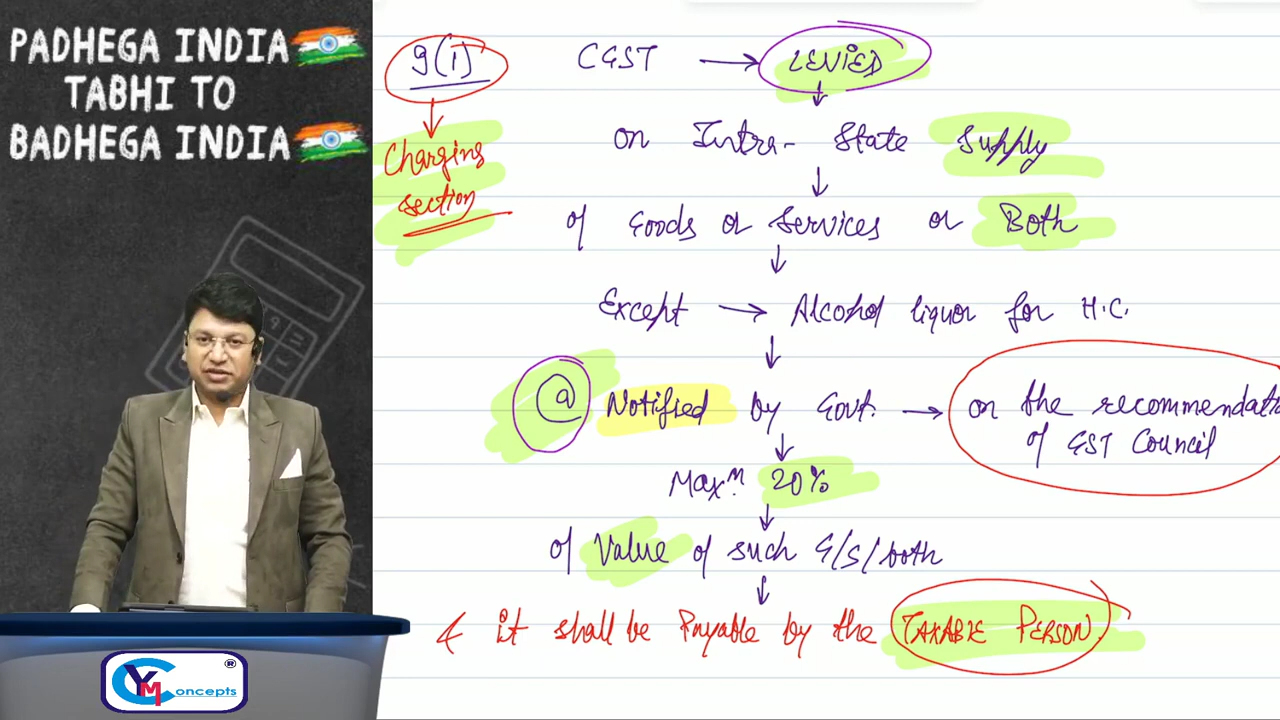 PADHEGA INDIA
TABHI TO
BADHEGA INDIA
9(1) CGST → LEVIED
on Intra- State Supply
Charging
section
of Goods or Services or Both
Except → Alcohol liquor for H.C.
@ Notified by Govt. → on the recommendat
of GST Council
Maxm. 20%
of Value of such G/S/both
& it shall be Payable by the TAXABLE PERSON.
CYM Concepts ®